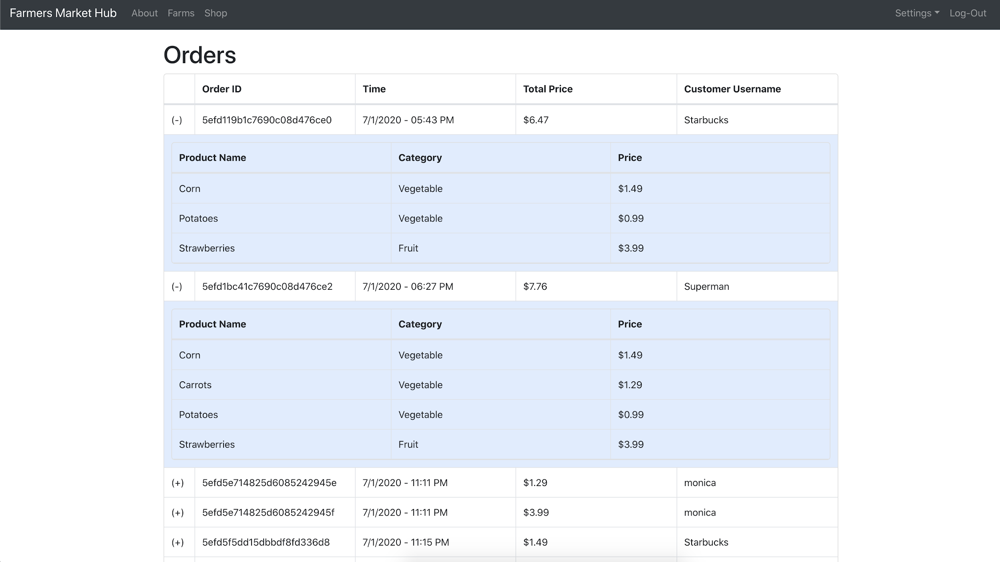 Farmers Market Hub About Farms Shop Settings Log-Out
Orders
Order ID Time Total Price Customer Username
(-) 5efd119b1c7690c08d476ce0 7/1/2020 - 05:43 PM $6.47 Starbucks
Product Name Category Price
Corn Vegetable $1.49
Potatoes Vegetable $0.99
Strawberries Fruit $3.99
(-) 5efd1bc41c7690c08d476ce2 7/1/2020 - 06:27 PM $7.76 Superman
Product Name Category Price
Corn Vegetable $1.49
Carrots Vegetable $1.29
Potatoes Vegetable $0.99
Strawberries Fruit $3.99
(+) 5efd5e714825d6085242945e 7/1/2020 - 11:11 PM $1.29 monica
(+) 5efd5e714825d6085242945f 7/1/2020 - 11:11 PM $3.99 monica
(+) 5efd5f5dd15dbbdf8fd336d8 7/1/2020 - 11:15 PM $1.49 Starbucks